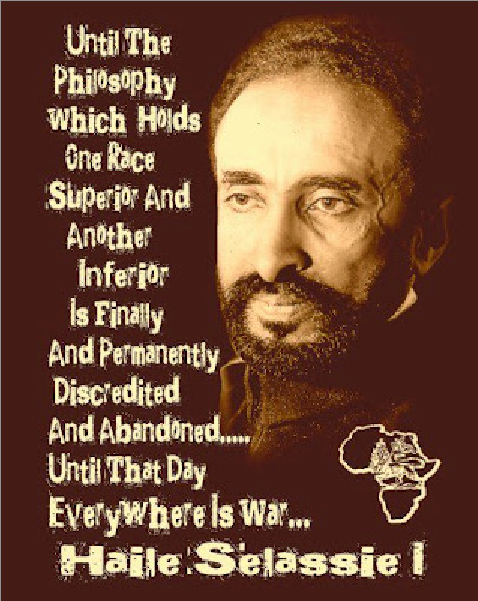 Until The
Philosophy
Which Holds
One Race
Superior And
Another
Inferior
Is Finally
And Permanently
Discredited
And Abandoned.....
Until That Day
Everywhere Is War...
Haile Selassie I